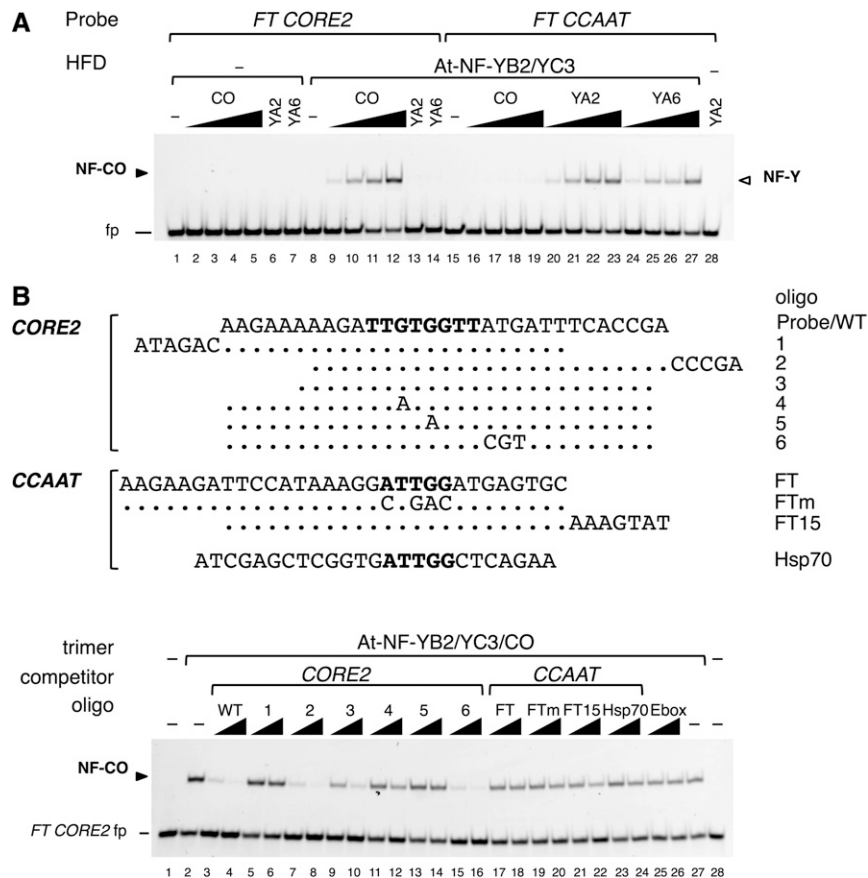 A
Probe FT CORE2 FT CCAAT
HFD – At-NF-YB2/YC3 –
– CO YA2 YA6 – CO YA2 YA6 – CO YA2 YA6 YA2
NF-CO NF-Y
fp
1 2 3 4 5 6 7 8 9 10 11 12 13 14 15 16 17 18 19 20 21 22 23 24 25 26 27 28
B
oligo
CORE2 AAGAAAAAGATTGTGGTTATGATTTCACCGA Probe/WT
ATAGAC........................ 1
.........................CCCGA 2
......................... 3
A 4
A 5
CGT 6
CCAAT AAGAAGATTCCATAAAGGATTGGATGAGTGC FT
C.GAC FTm
........................AAAGTAT FT15
ATCGAGCTCGGTGATTGGCTCAGAA Hsp70
trimer – At-NF-YB2/YC3/CO –
competitor CORE2 CCAAT
oligo – – WT 1 2 3 4 5 6 FT FTm FT15 Hsp70 Ebox – –
NF-CO
FT CORE2 fp
1 2 3 4 5 6 7 8 9 10 11 12 13 14 15 16 17 18 19 20 21 22 23 24 25 26 27 28